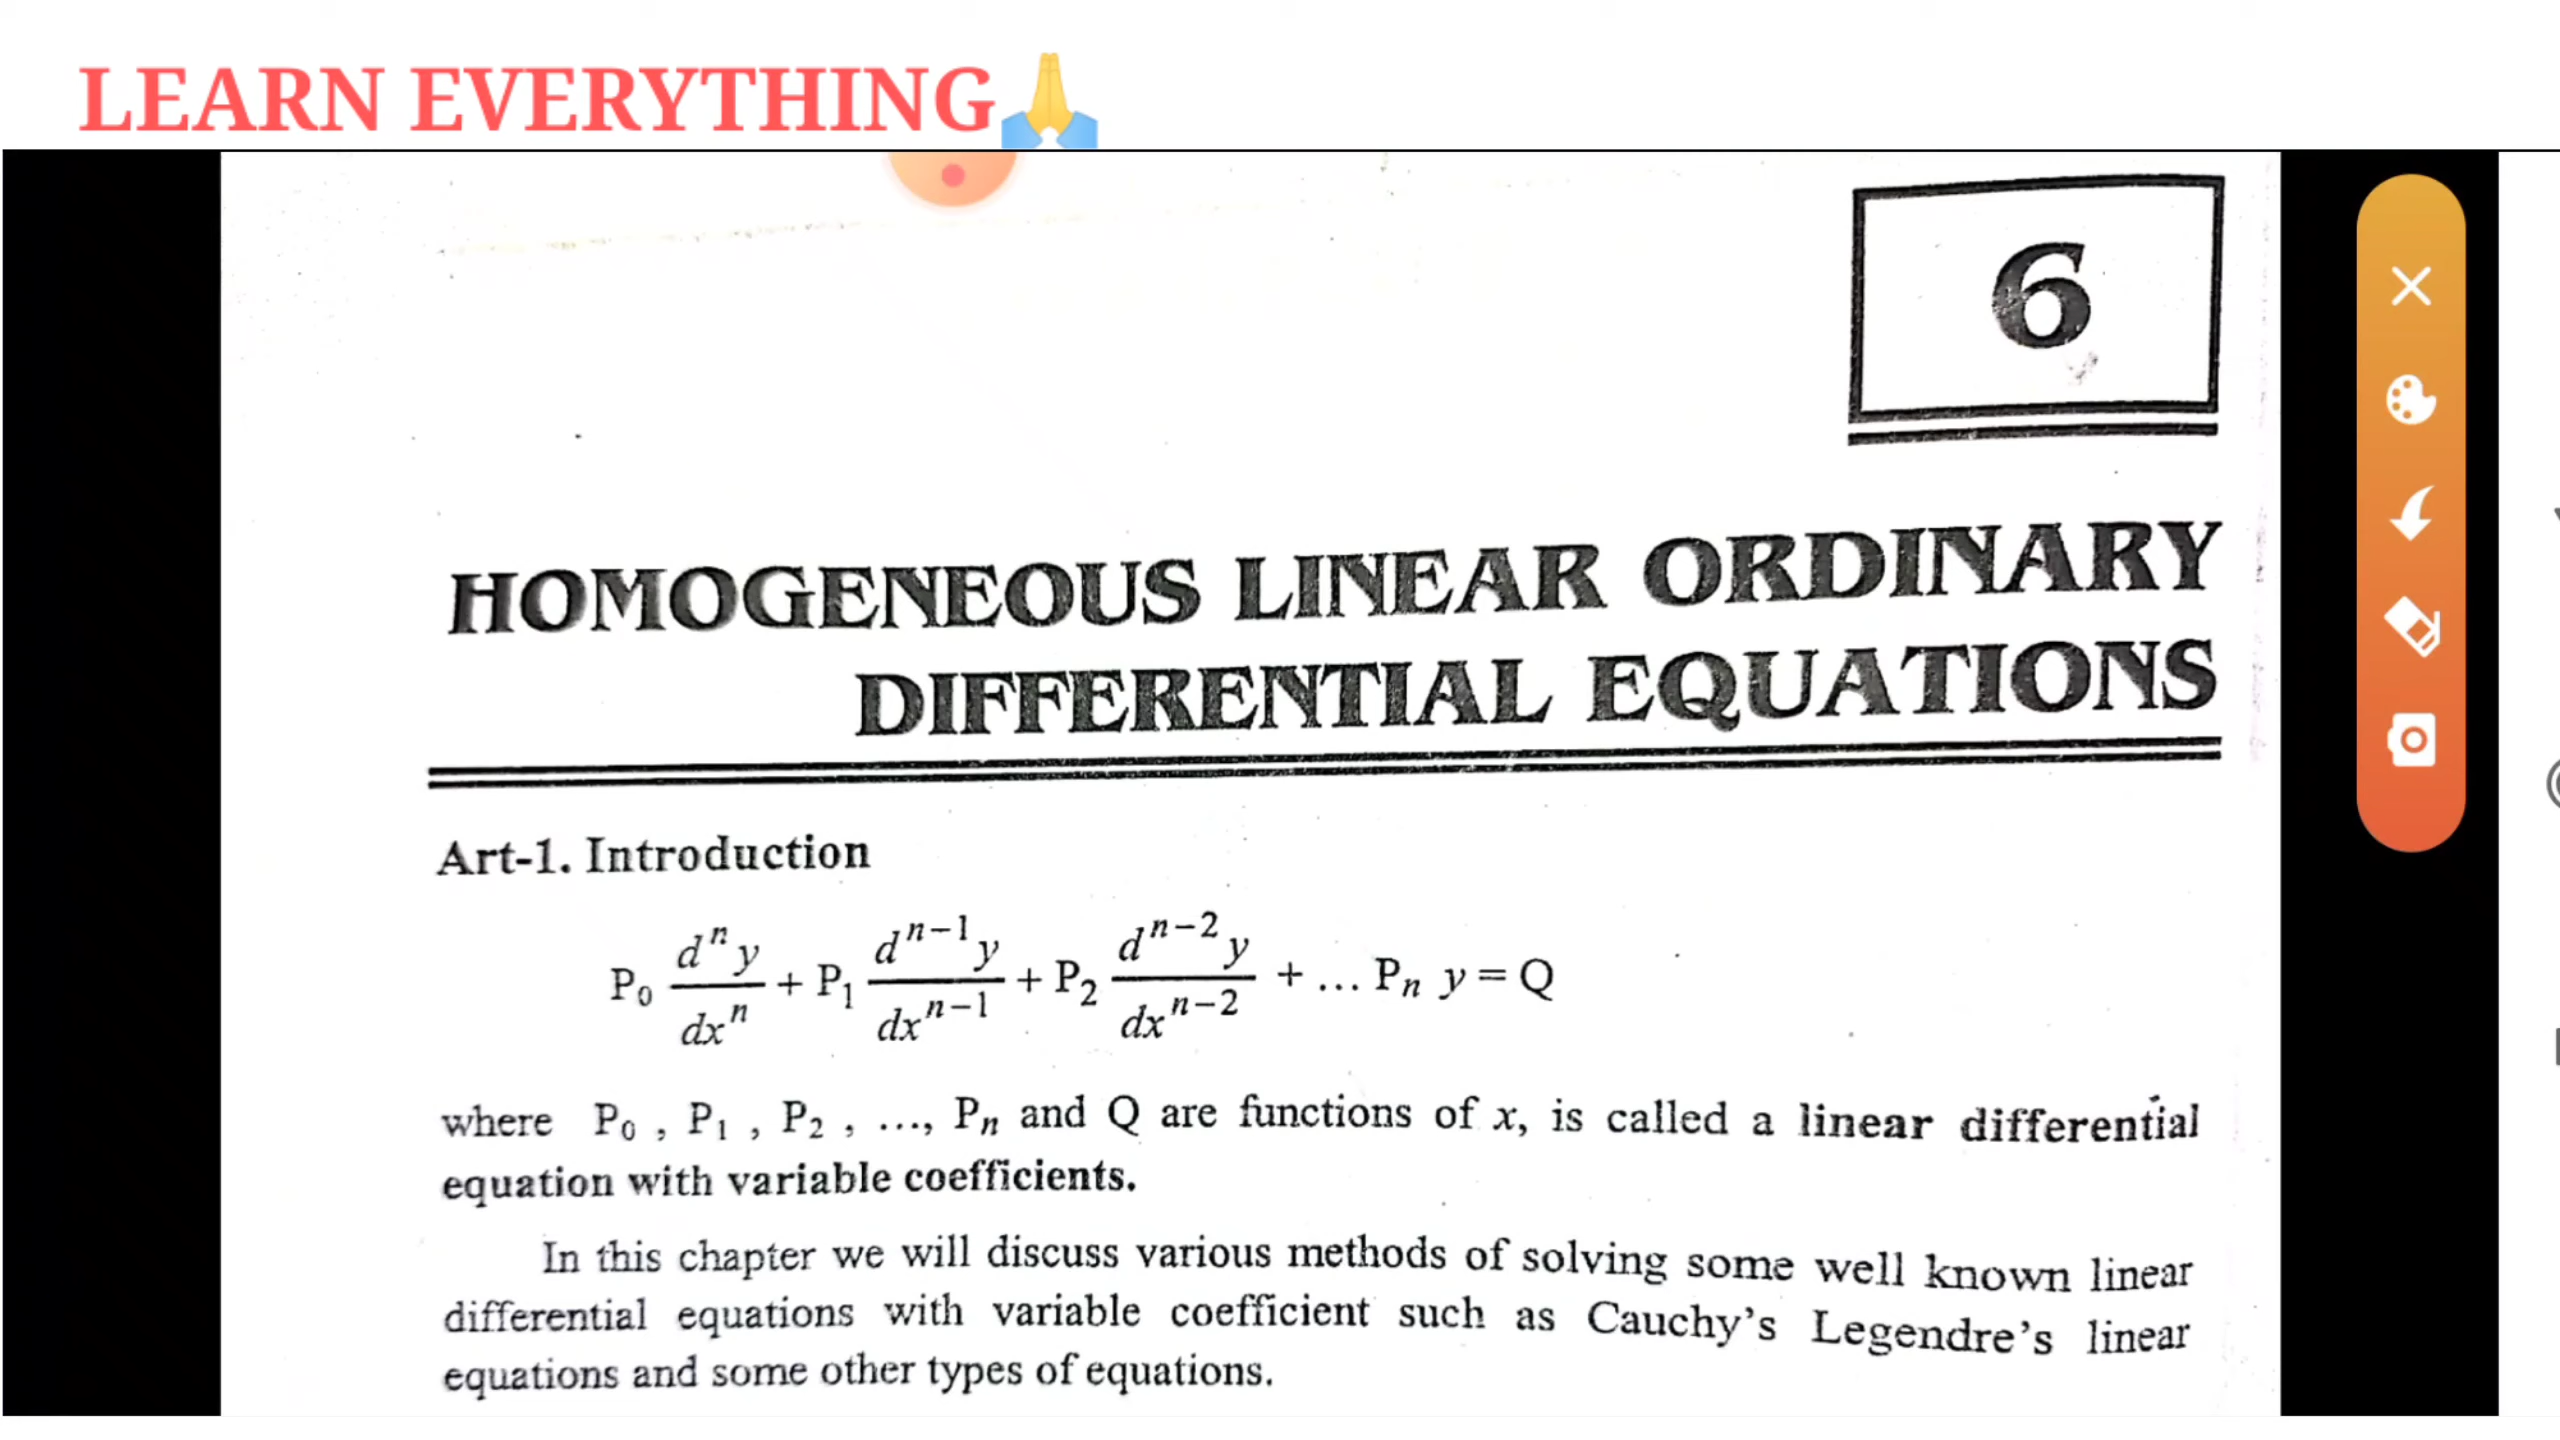 LEARN EVERYTHING🙏
6
HOMOGENEOUS LINEAR ORDINARY
DIFFERENTIAL EQUATIONS
Art-1. Introduction
P₀ dⁿy/dxⁿ + P₁ dⁿ⁻¹y/dxⁿ⁻¹ + P₂ dⁿ⁻²y/dxⁿ⁻² + ... Pₙ y = Q
where P₀ , P₁ , P₂ , ..., Pₙ and Q are functions of x, is called a linear differential
equation with variable coefficients.
In this chapter we will discuss various methods of solving some well known linear
differential equations with variable coefficient such as Cauchy's Legendre's linear
equations and some other types of equations.